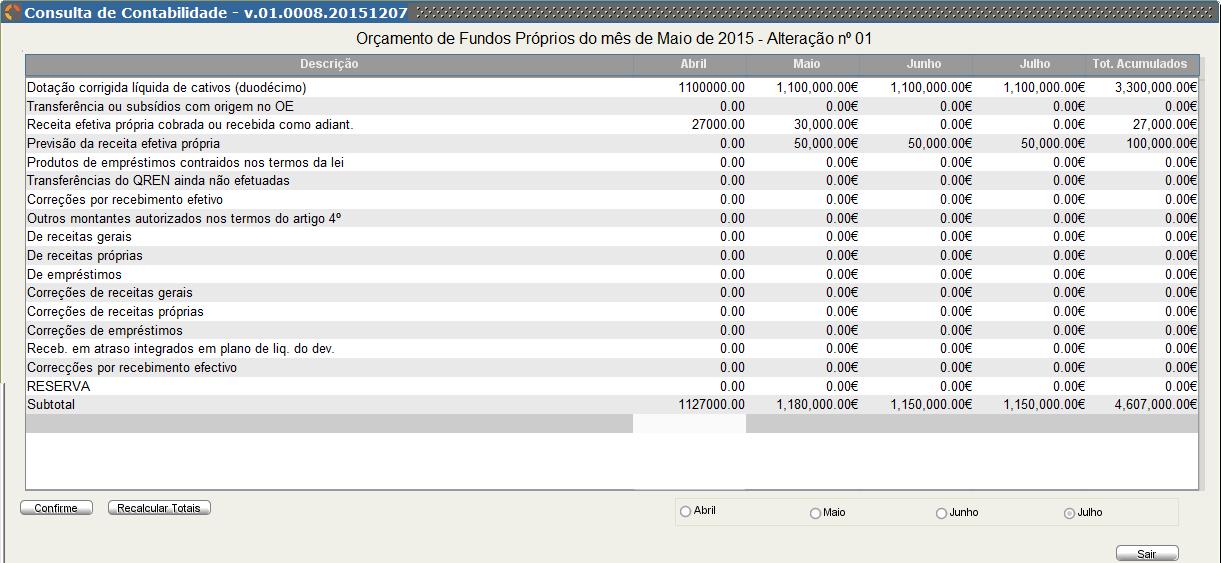 Consulta de Contabilidade - v.01.0008.20151207
Orçamento de Fundos Próprios do mês de Maio de 2015 - Alteração nº 01
Descrição Abril Maio Junho Julho Tot. Acumulados
Dotação corrigida líquida de cativos (duodécimo) 1100000.00 1,100,000.00€ 1,100,000.00€ 1,100,000.00€ 3,300,000.00€
Transferência ou subsídios com origem no OE 0.00 0.00€ 0.00€ 0.00€ 0.00€
Receita efetiva própria cobrada ou recebida como adiant. 27000.00 30,000.00€ 0.00€ 0.00€ 27,000.00€
Previsão da receita efetiva própria 0.00 50,000.00€ 50,000.00€ 50,000.00€ 100,000.00€
Produtos de empréstimos contraidos nos termos da lei 0.00 0.00€ 0.00€ 0.00€ 0.00€
Transferências do QREN ainda não efetuadas 0.00 0.00€ 0.00€ 0.00€ 0.00€
Correções por recebimento efetivo 0.00 0.00€ 0.00€ 0.00€ 0.00€
Outros montantes autorizados nos termos do artigo 4º 0.00 0.00€ 0.00€ 0.00€ 0.00€
De receitas gerais 0.00 0.00€ 0.00€ 0.00€ 0.00€
De receitas próprias 0.00 0.00€ 0.00€ 0.00€ 0.00€
De empréstimos 0.00 0.00€ 0.00€ 0.00€ 0.00€
Correções de receitas gerais 0.00 0.00€ 0.00€ 0.00€ 0.00€
Correções de receitas próprias 0.00 0.00€ 0.00€ 0.00€ 0.00€
Correções de empréstimos 0.00 0.00€ 0.00€ 0.00€ 0.00€
Receb. em atraso integrados em plano de liq. do dev. 0.00 0.00€ 0.00€ 0.00€ 0.00€
Correcções por recebimento efectivo 0.00 0.00€ 0.00€ 0.00€ 0.00€
RESERVA 0.00 0.00€ 0.00€ 0.00€ 0.00€
Subtotal 1127000.00 1,180,000.00€ 1,150,000.00€ 1,150,000.00€ 4,607,000.00€
Confirme Recalcular Totais Abril Maio Junho Julho
Sair